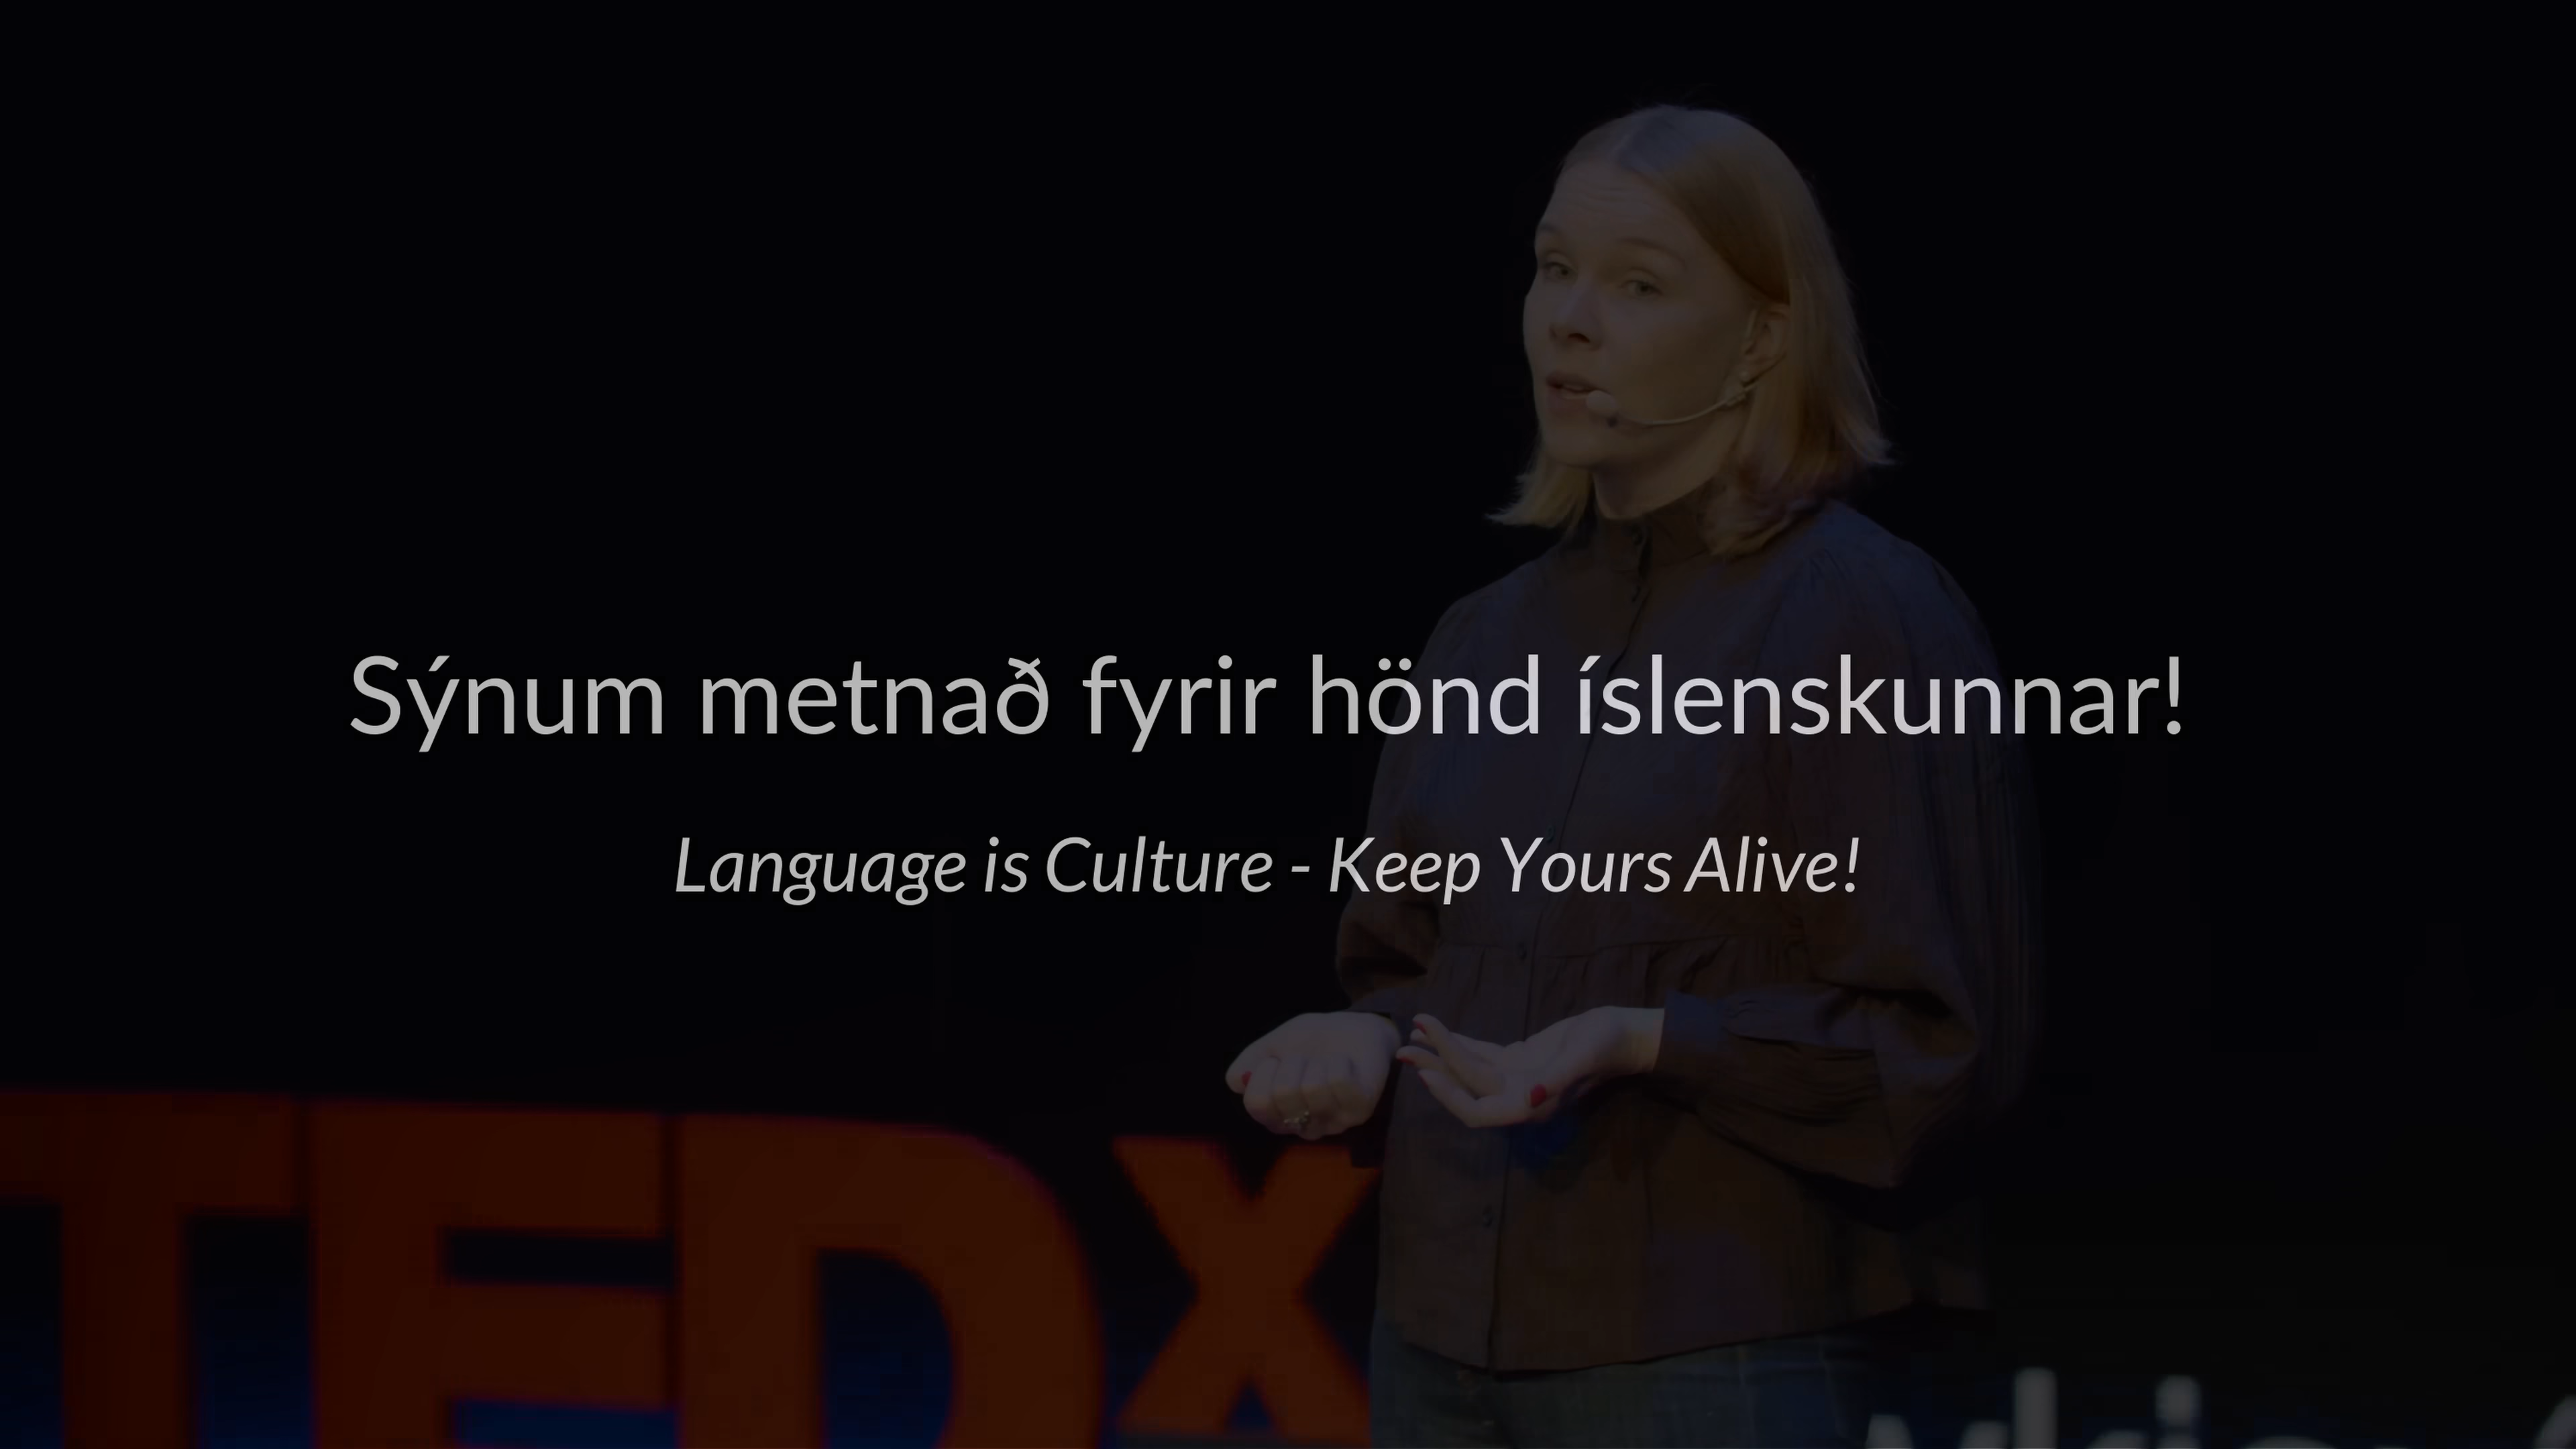 Sýnum metnað fyrir hönd íslenskunnar!
Language is Culture - Keep Yours Alive!
TEDx